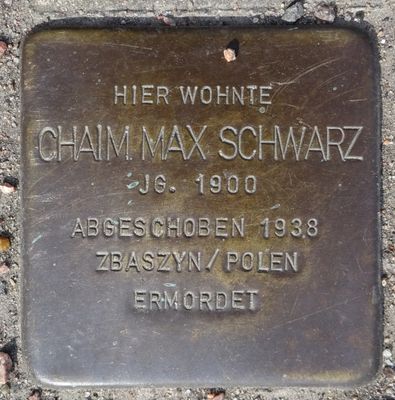 HIER WOHNTE
CHAIM MAX SCHWARZ
JG. 1900
ABGESCHOBEN 1938
ZBASZYN / POLEN
ERMORDET